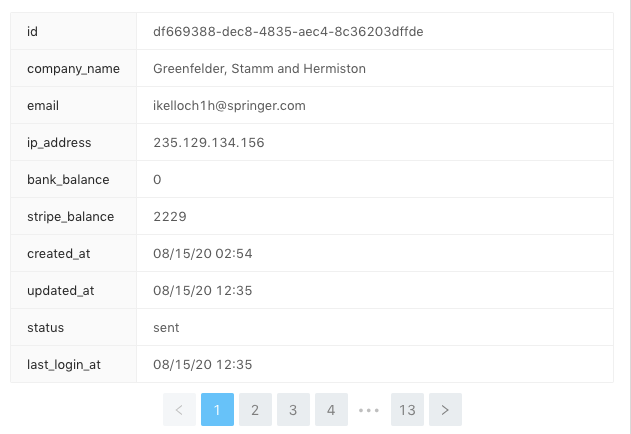 id df669388-dec8-4835-aec4-8c36203dffde
company_name Greenfelder, Stamm and Hermiston
email ikelloch1h@springer.com
ip_address 235.129.134.156
bank_balance 0
stripe_balance 2229
created_at 08/15/20 02:54
updated_at 08/15/20 12:35
status sent
last_login_at 08/15/20 12:35
< 1 2 3 4 ••• 13 >